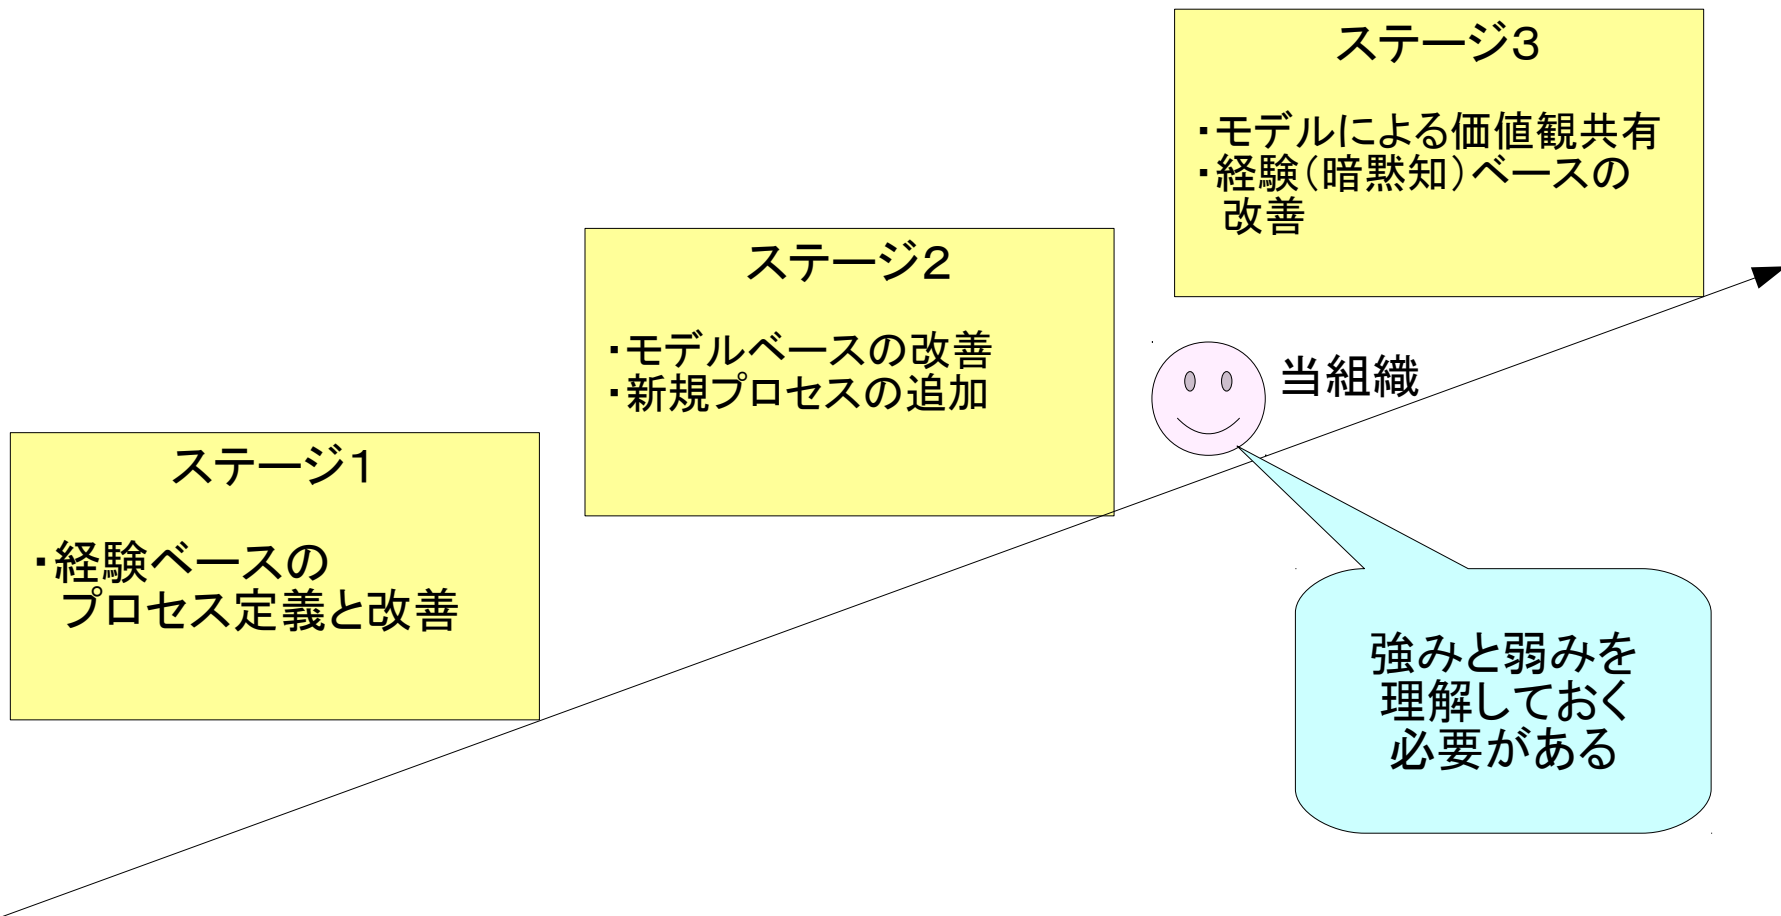 ステージ1
・経験ベースの
プロセス定義と改善
ステージ2
・モデルベースの改善
・新規プロセスの追加
ステージ3
・モデルによる価値観共有
・経験(暗黙知)ベースの
改善
当組織
強みと弱みを
理解しておく
必要がある